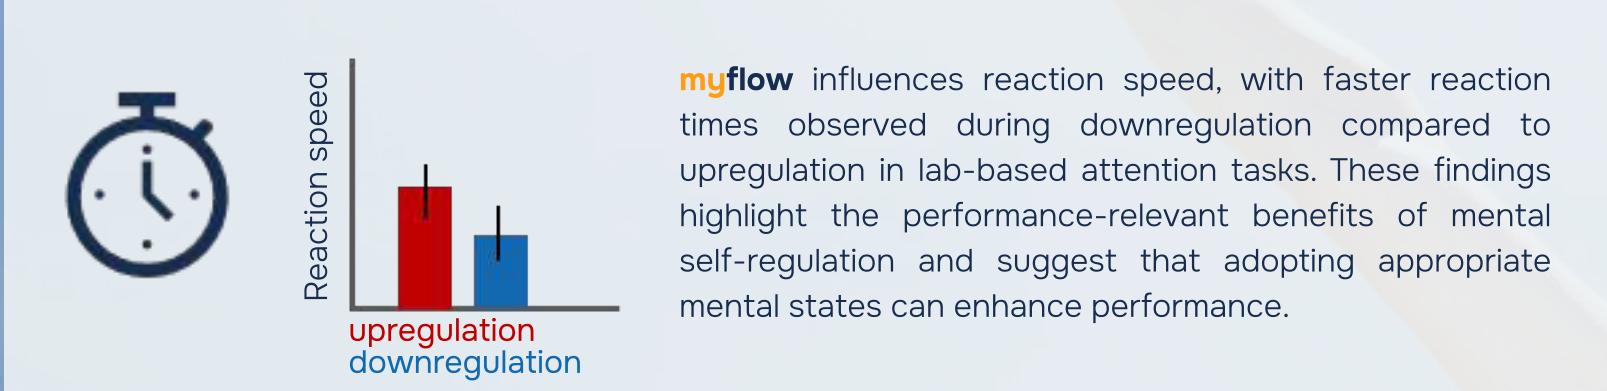 Reaction speed
upregulation
downregulation
myflow influences reaction speed, with faster reaction
times observed during downregulation compared to
upregulation in lab-based attention tasks. These findings
highlight the performance-relevant benefits of mental
self-regulation and suggest that adopting appropriate
mental states can enhance performance.